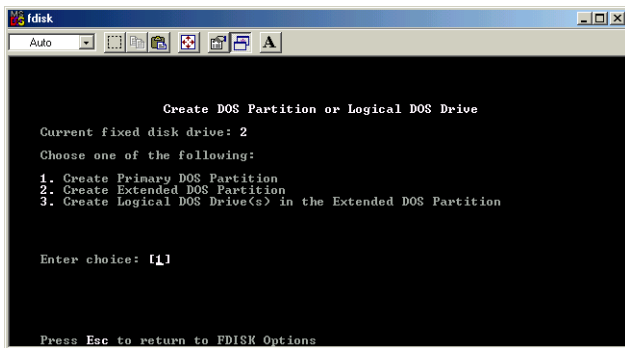 fdisk
Auto
A
Create DOS Partition or Logical DOS Drive
Current fixed disk drive: 2
Choose one of the following:
1. Create Primary DOS Partition
2. Create Extended DOS Partition
3. Create Logical DOS Drive(s) in the Extended DOS Partition
Enter choice: [1]
Press Esc to return to FDISK Options